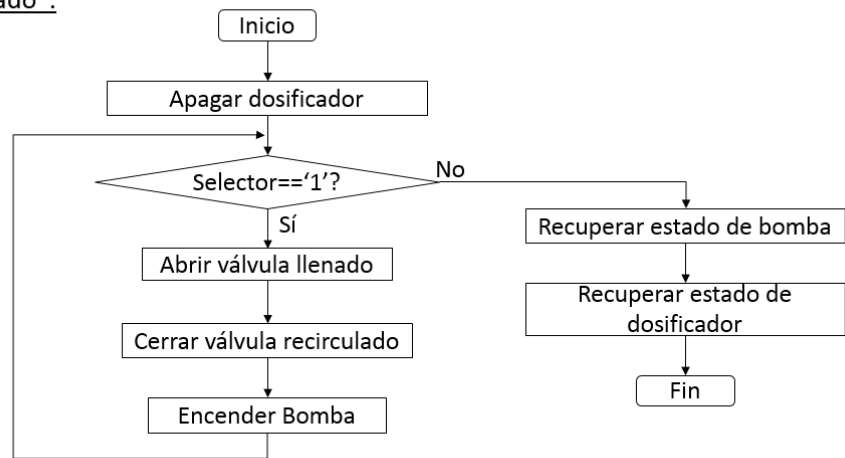 Inicio
Apagar dosificador
Selector==‘1’?
No
Sí
Abrir válvula llenado
Cerrar válvula recirculado
Encender Bomba
Recuperar estado de bomba
Recuperar estado de
dosificador
Fin